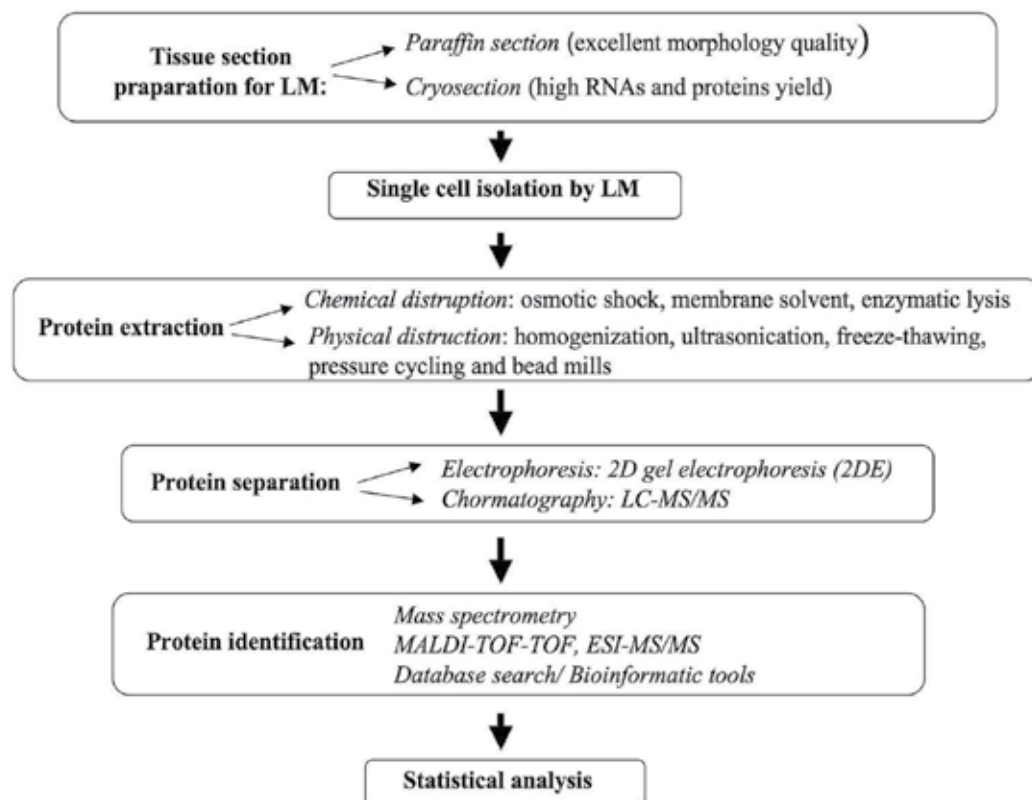 Tissue section
praparation for LM:
Paraffin section (excellent morphology quality)
Cryosection (high RNAs and proteins yield)
Single cell isolation by LM
Protein extraction
Chemical distruption: osmotic shock, membrane solvent, enzymatic lysis
Physical distruction: homogenization, ultrasonication, freeze-thawing,
pressure cycling and bead mills
Protein separation
Electrophoresis: 2D gel electrophoresis (2DE)
Chormatography: LC-MS/MS
Protein identification
Mass spectrometry
MALDI-TOF-TOF, ESI-MS/MS
Database search/ Bioinformatic tools
Statistical analysis